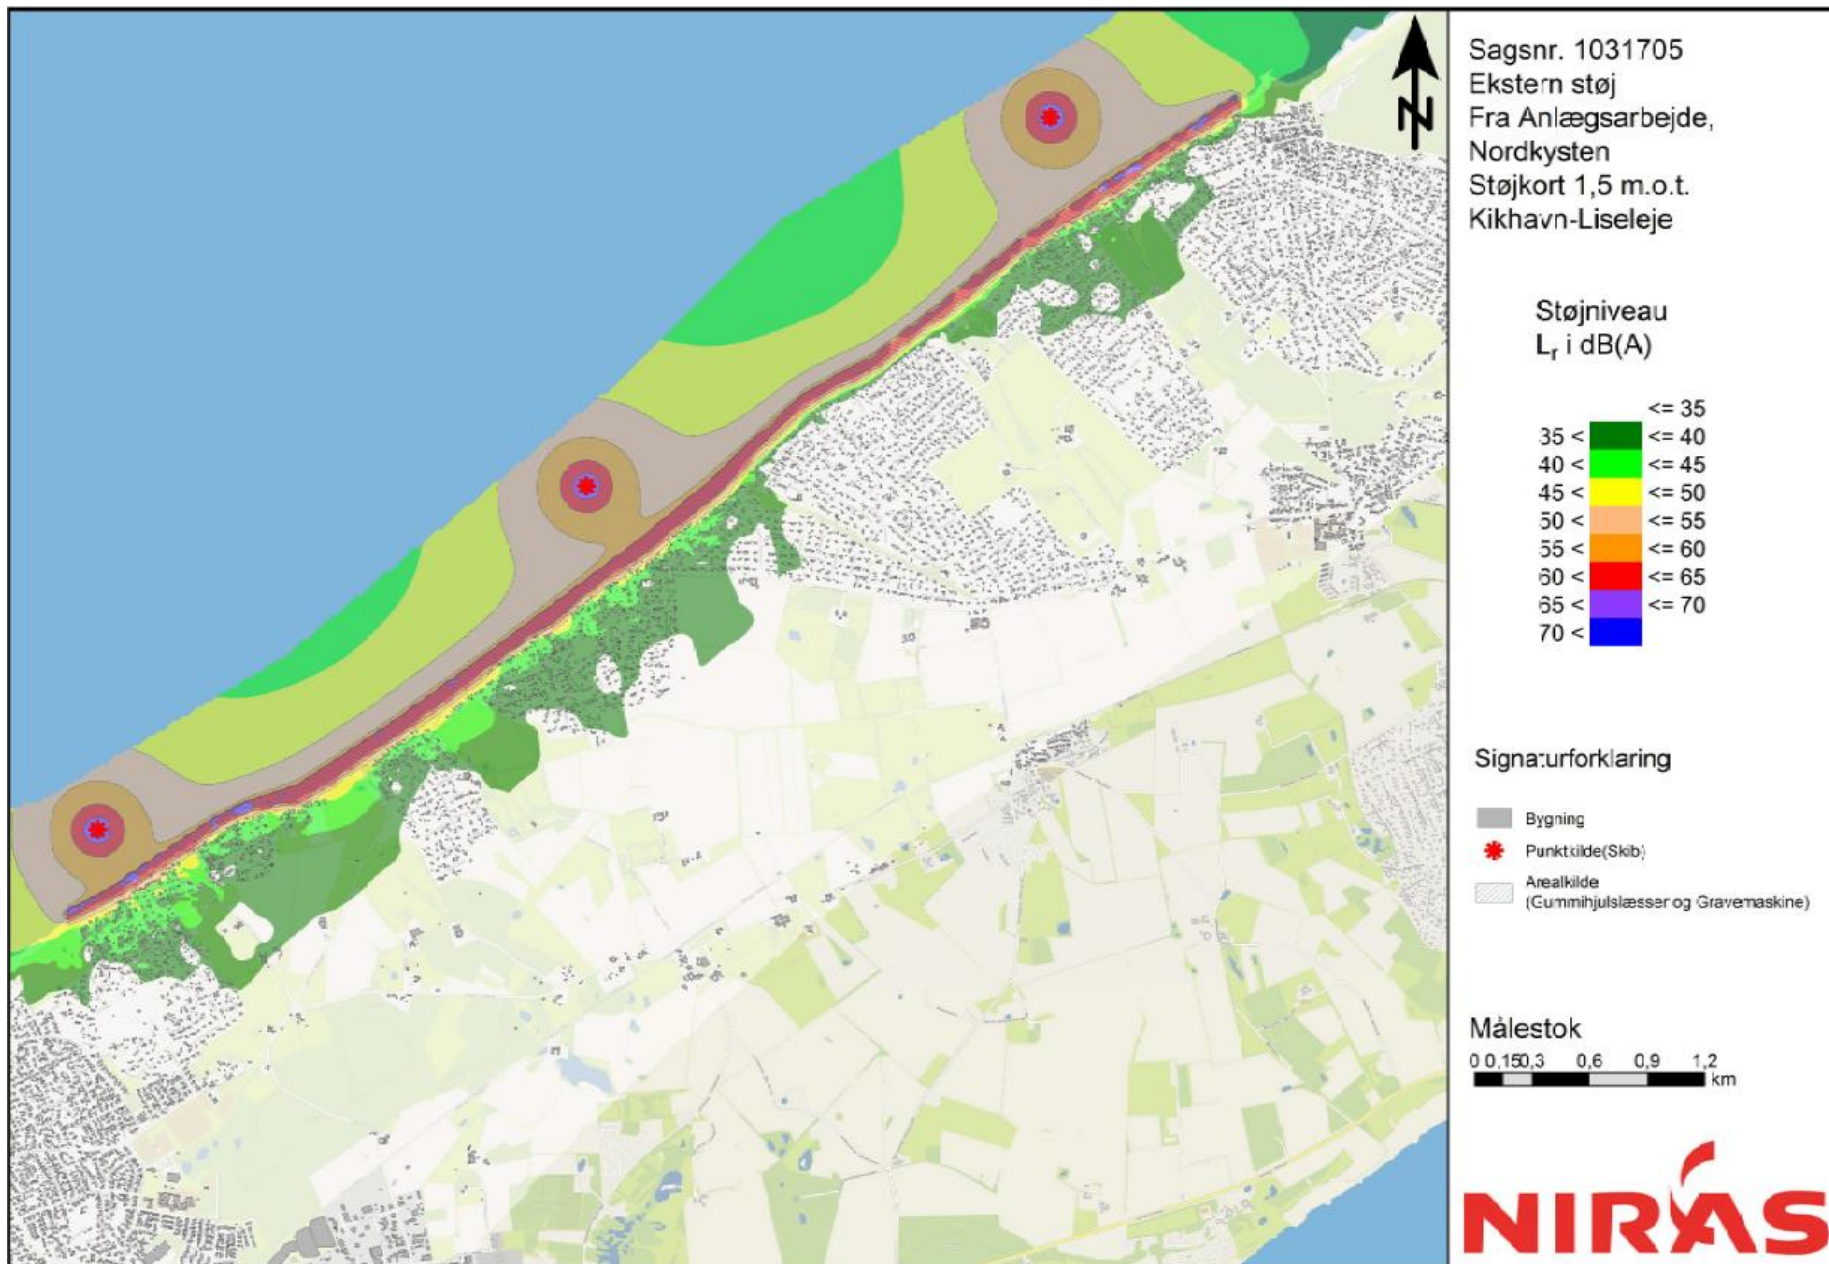 Sagsnr. 1031705
Ekstern støj
Fra Anlægsarbejde,
Nordkysten
Støjkort 1,5 m.o.t.
Kikhavn-Liseleje
N
Støjniveau
Lr i dB(A)
<= 35
35 < <= 40
40 < <= 45
45 < <= 50
50 < <= 55
55 < <= 60
60 < <= 65
65 < <= 70
70 <
Signaturforklaring
Bygning
Punktkilde(Skib)
Arealkilde
(Gummihjulslæsser og Gravemaskine)
Målestok
0 0,150,3 0,6 0,9 1,2
km
NIRAS